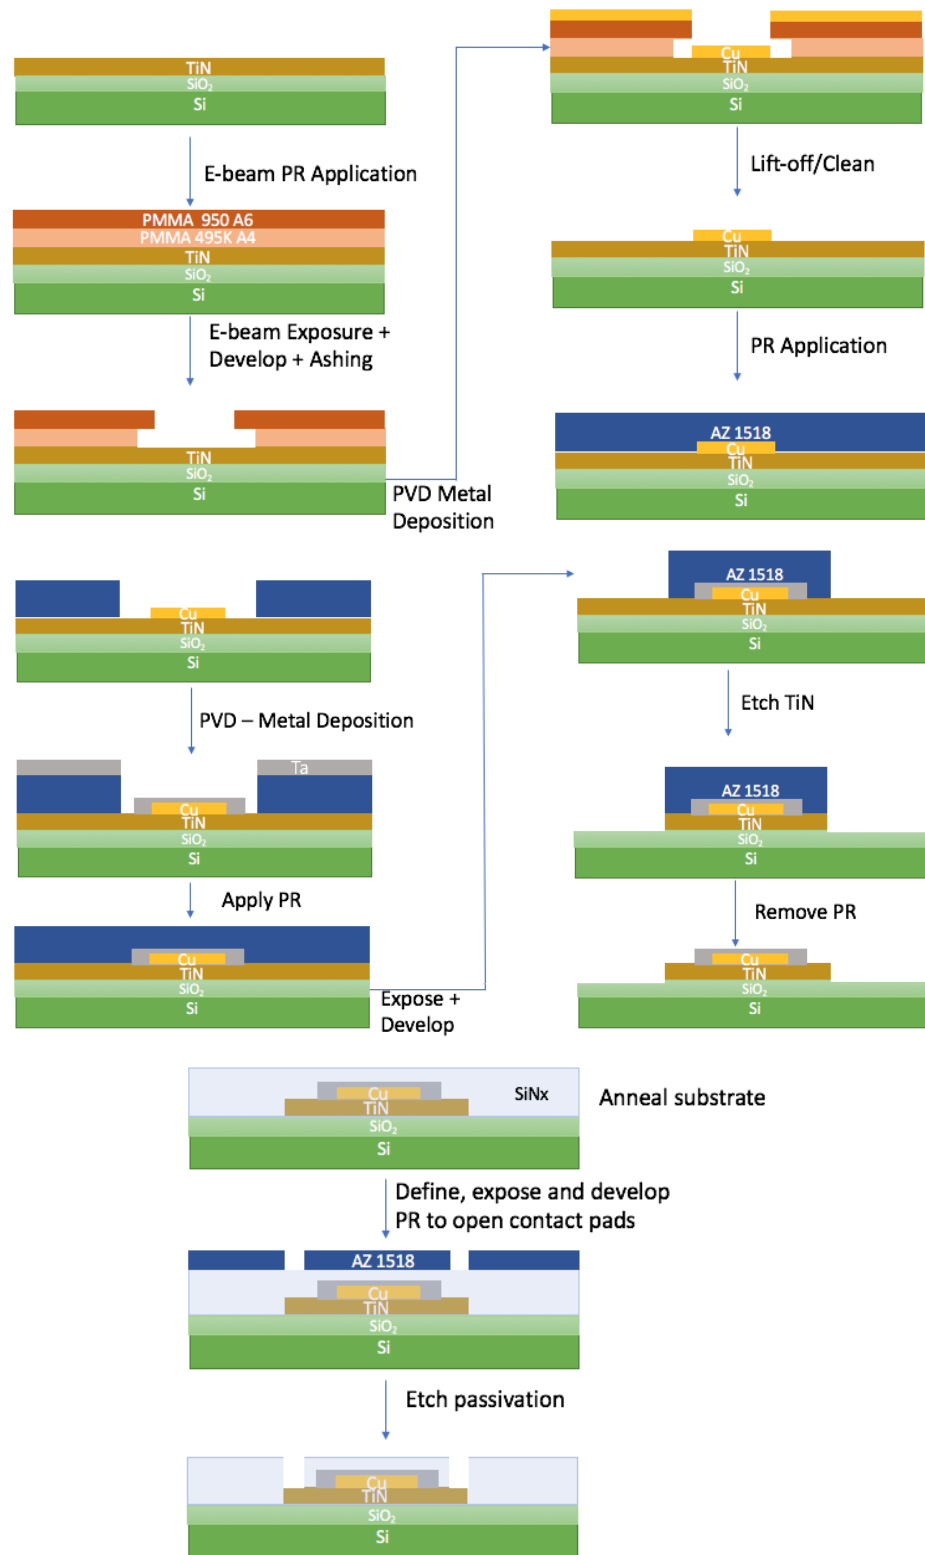 TiN
SiO₂
Si
E-beam PR Application
PMMA 950 A6
PMMA 495K A4
TiN
SiO₂
Si
E-beam Exposure +
Develop + Ashing
TiN
SiO₂
Si
PVD Metal
Deposition
Cu
TiN
SiO₂
Si
Lift-off/Clean
Cu
TiN
SiO₂
Si
PR Application
AZ 1518
Cu
TiN
SiO₂
Si
Cu
TiN
SiO₂
Si
PVD – Metal Deposition
Ta
Cu
TiN
SiO₂
Si
Apply PR
Cu
TiN
SiO₂
Si
Expose +
Develop
AZ 1518
Cu
TiN
SiO₂
Si
Etch TiN
AZ 1518
Cu
TiN
SiO₂
Si
Remove PR
Cu
TiN
SiO₂
Si
SiNx
Cu
TiN
SiO₂
Si
Anneal substrate
Define, expose and develop
PR to open contact pads
AZ 1518
Cu
TiN
SiO₂
Si
Etch passivation
Cu
TiN
SiO₂
Si